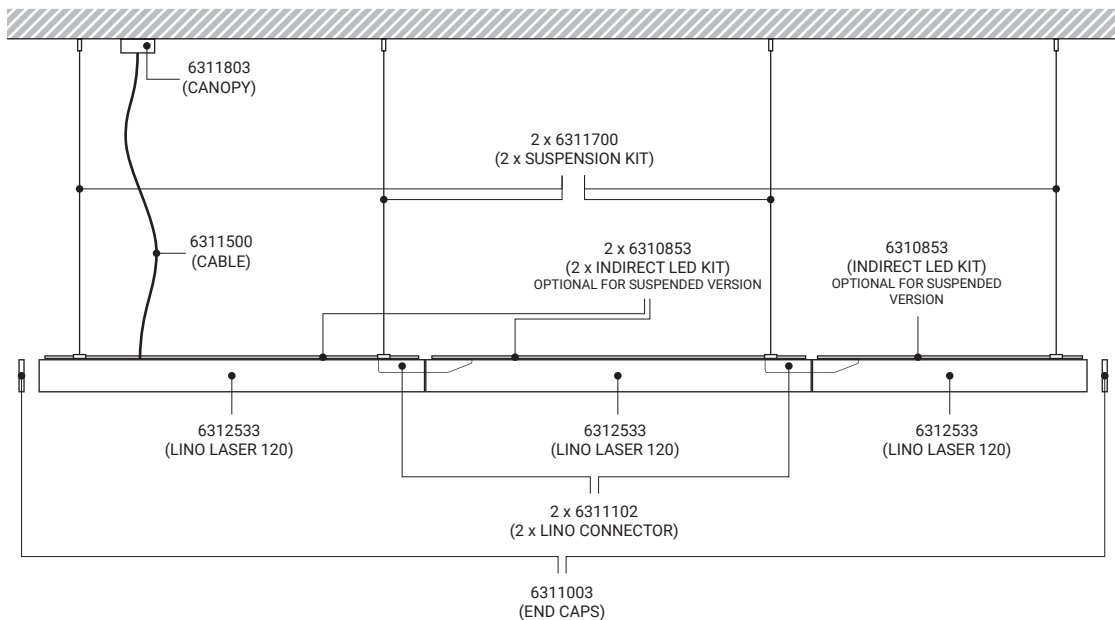 6311803
(CANOPY)
2 x 6311700
(2 x SUSPENSION KIT)
6311500
(CABLE)
2 x 6310853
(2 x INDIRECT LED KIT)
OPTIONAL FOR SUSPENDED VERSION
6310853
(INDIRECT LED KIT)
OPTIONAL FOR SUSPENDED
VERSION
6312533
(LINO LASER 120)
6312533
(LINO LASER 120)
6312533
(LINO LASER 120)
2 x 6311102
(2 x LINO CONNECTOR)
6311003
(END CAPS)